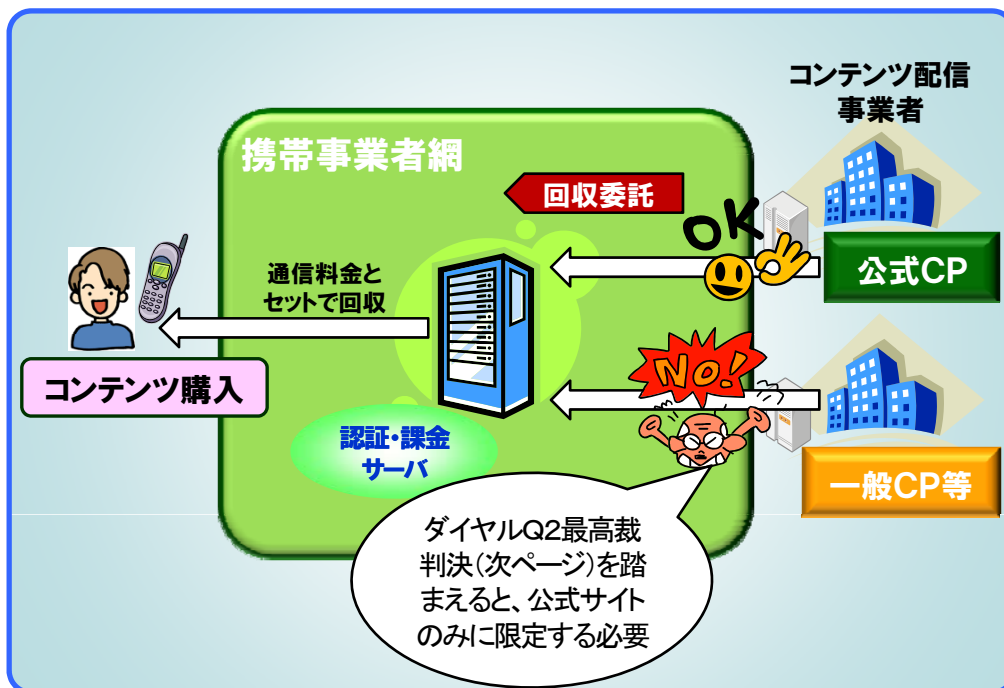 コンテンツ配信
事業者
携帯事業者網
回収委託
OK
公式CP
通信料金と
セットで回収
コンテンツ購入
NO!
認証・課金
サーバ
一般CP等
ダイヤルQ2最高裁
判決(次ページ)を踏
まえると、公式サイト
のみに限定する必要